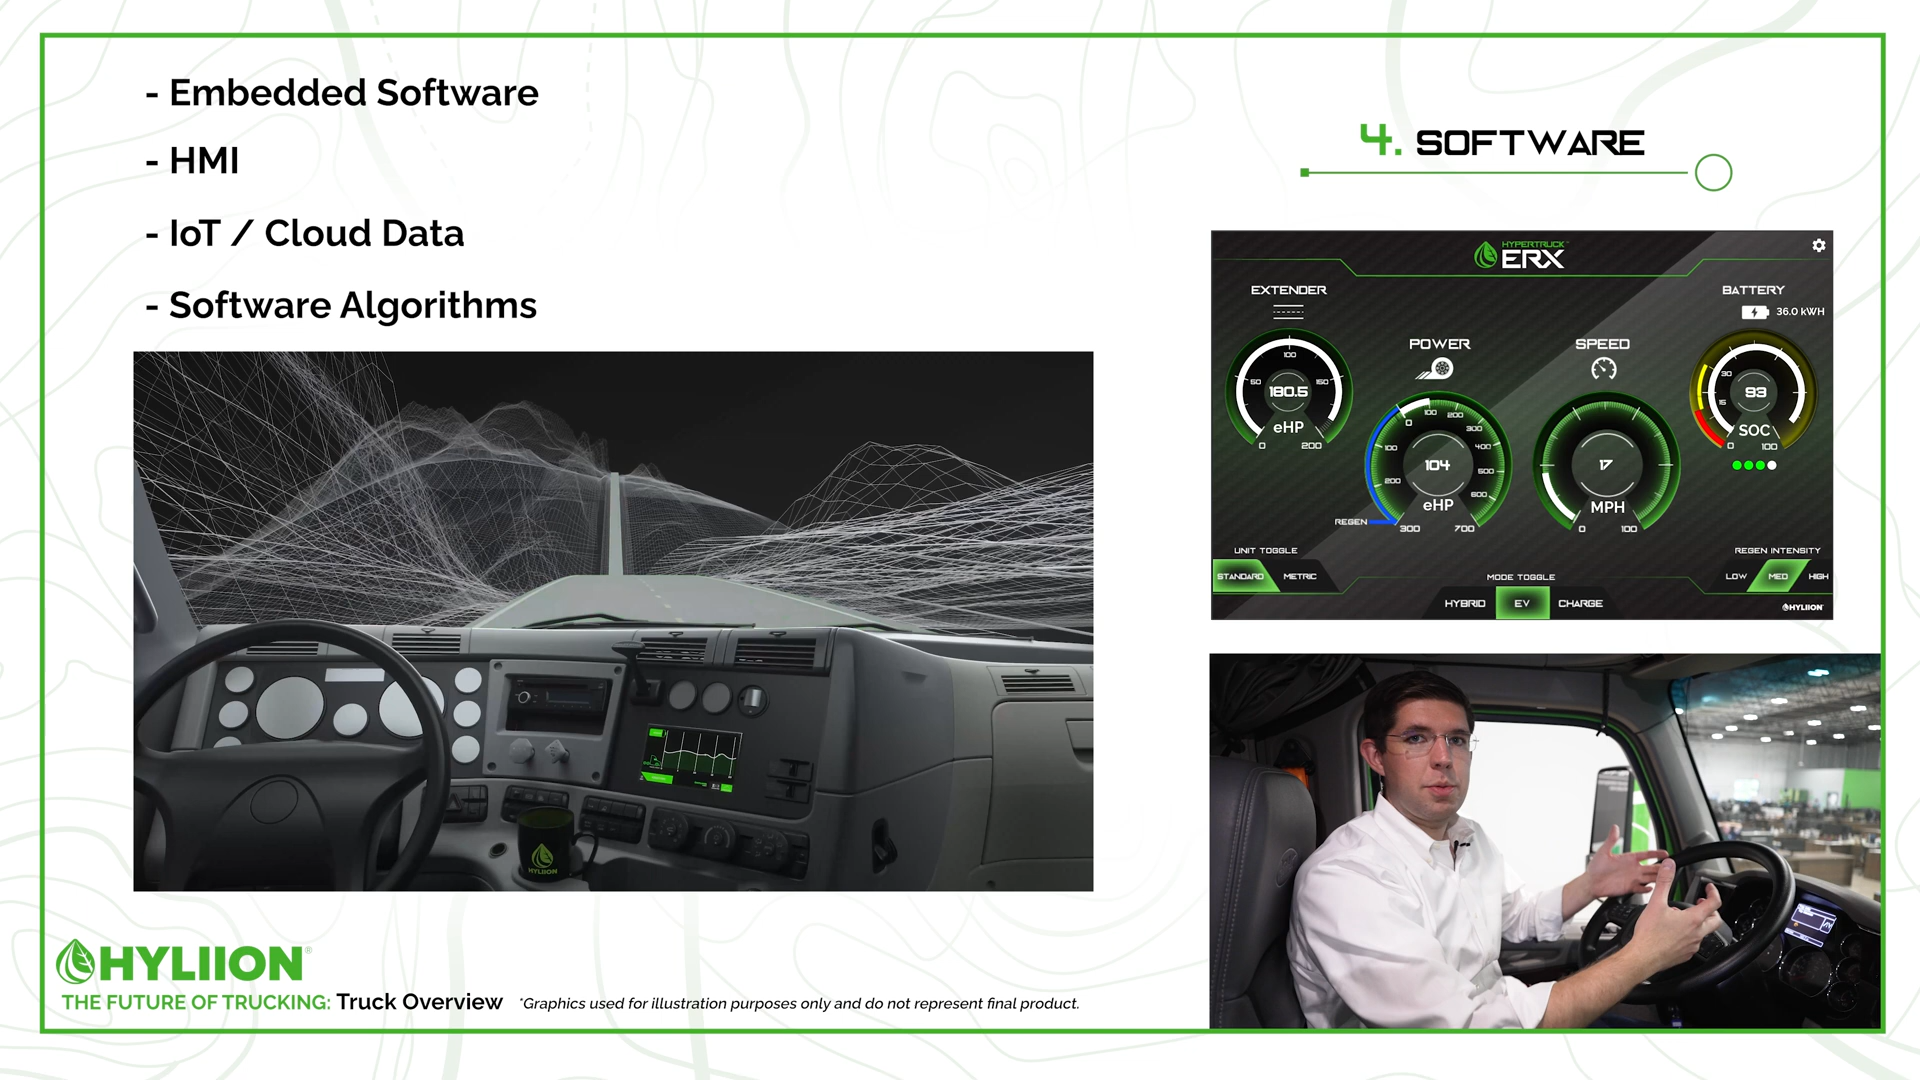 - Embedded Software
- HMI
- IoT / Cloud Data
- Software Algorithms
4. SOFTWARE
HYPERTRUCK
ERX
EXTENDER
50
100
150
180.5
eHP
0 200
POWER
0
100
200
300
400
500
600
700
100
200
300
104
eHP
REGEN
SPEED
17
MPH
0 100
BATTERY
36.0 kWH
15
30
93
SOC
0 100
UNIT TOGGLE
STANDARD METRIC
MODE TOGGLE
HYBRID EV CHARGE
REGEN INTENSITY
LOW MED HIGH
HYLIION
HYLIION
HYLIION®
THE FUTURE OF TRUCKING: Truck Overview
*Graphics used for illustration purposes only and do not represent final product.